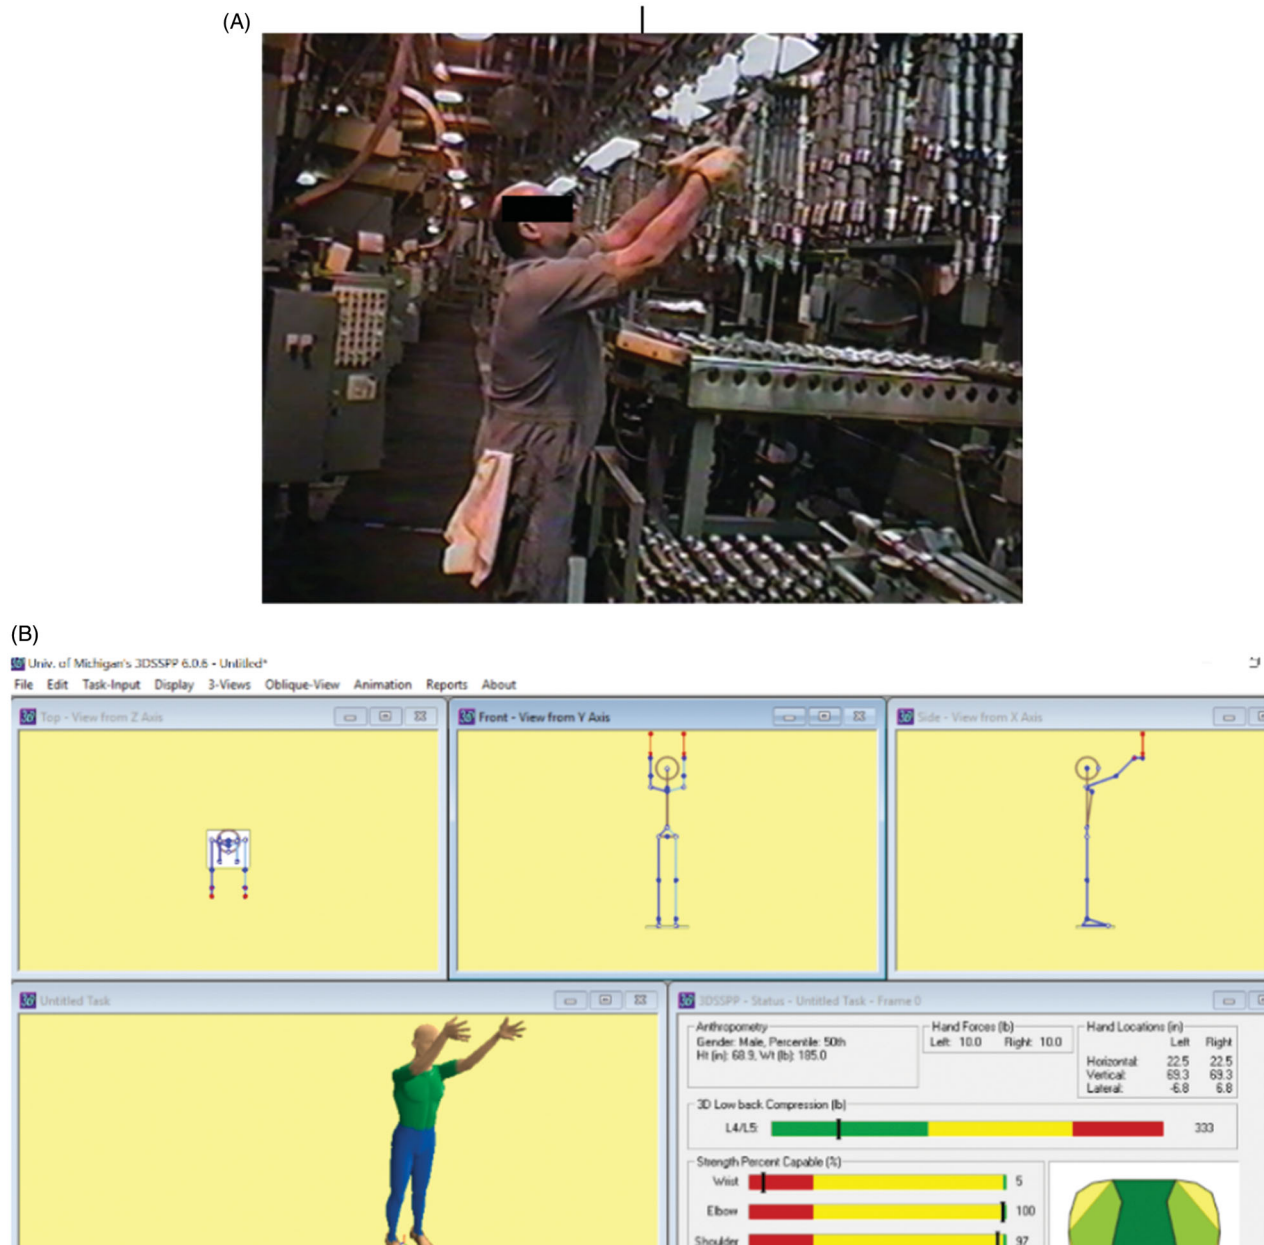 (A)
(B)
Univ. of Michigan's 3DSSPP 6.0.6 - Untitled*
File Edit Task-Input Display 3-Views Oblique-View Animation Reports About
Top - View from Z Axis
Front - View from Y Axis
Side - View from X Axis
Untitled Task
3DSSPP - Status - Untitled Task - Frame 0
Anthropometry
Gender: Male, Percentile: 50th
Ht (in): 68.9, Wt (lb): 185.0
Hand Forces (lb)
Left: 10.0 Right: 10.0
Hand Locations (in)
Left Right
Horizontal: 22.5 22.5
Vertical: 69.3 69.3
Lateral: -6.8 6.8
3D Low back Compression (lb)
L4/L5: 333
Strength Percent Capable (%)
Wrist 5
Elbow 100
Shoulder 97